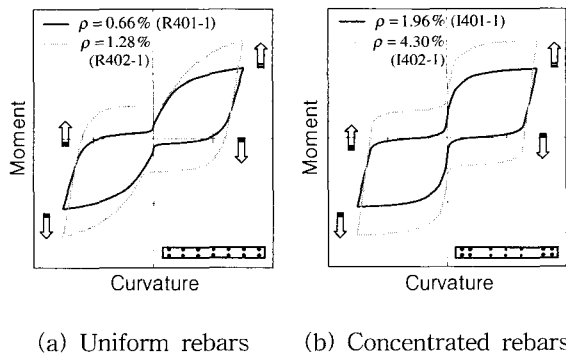 ρ=0.66% (R401-1)
ρ=1.28%
(R402-1)
Moment
Curvature
(a) Uniform rebars
ρ=1.96% (I401-1)
ρ=4.30%
(I402-1)
Moment
Curvature
(b) Concentrated rebars